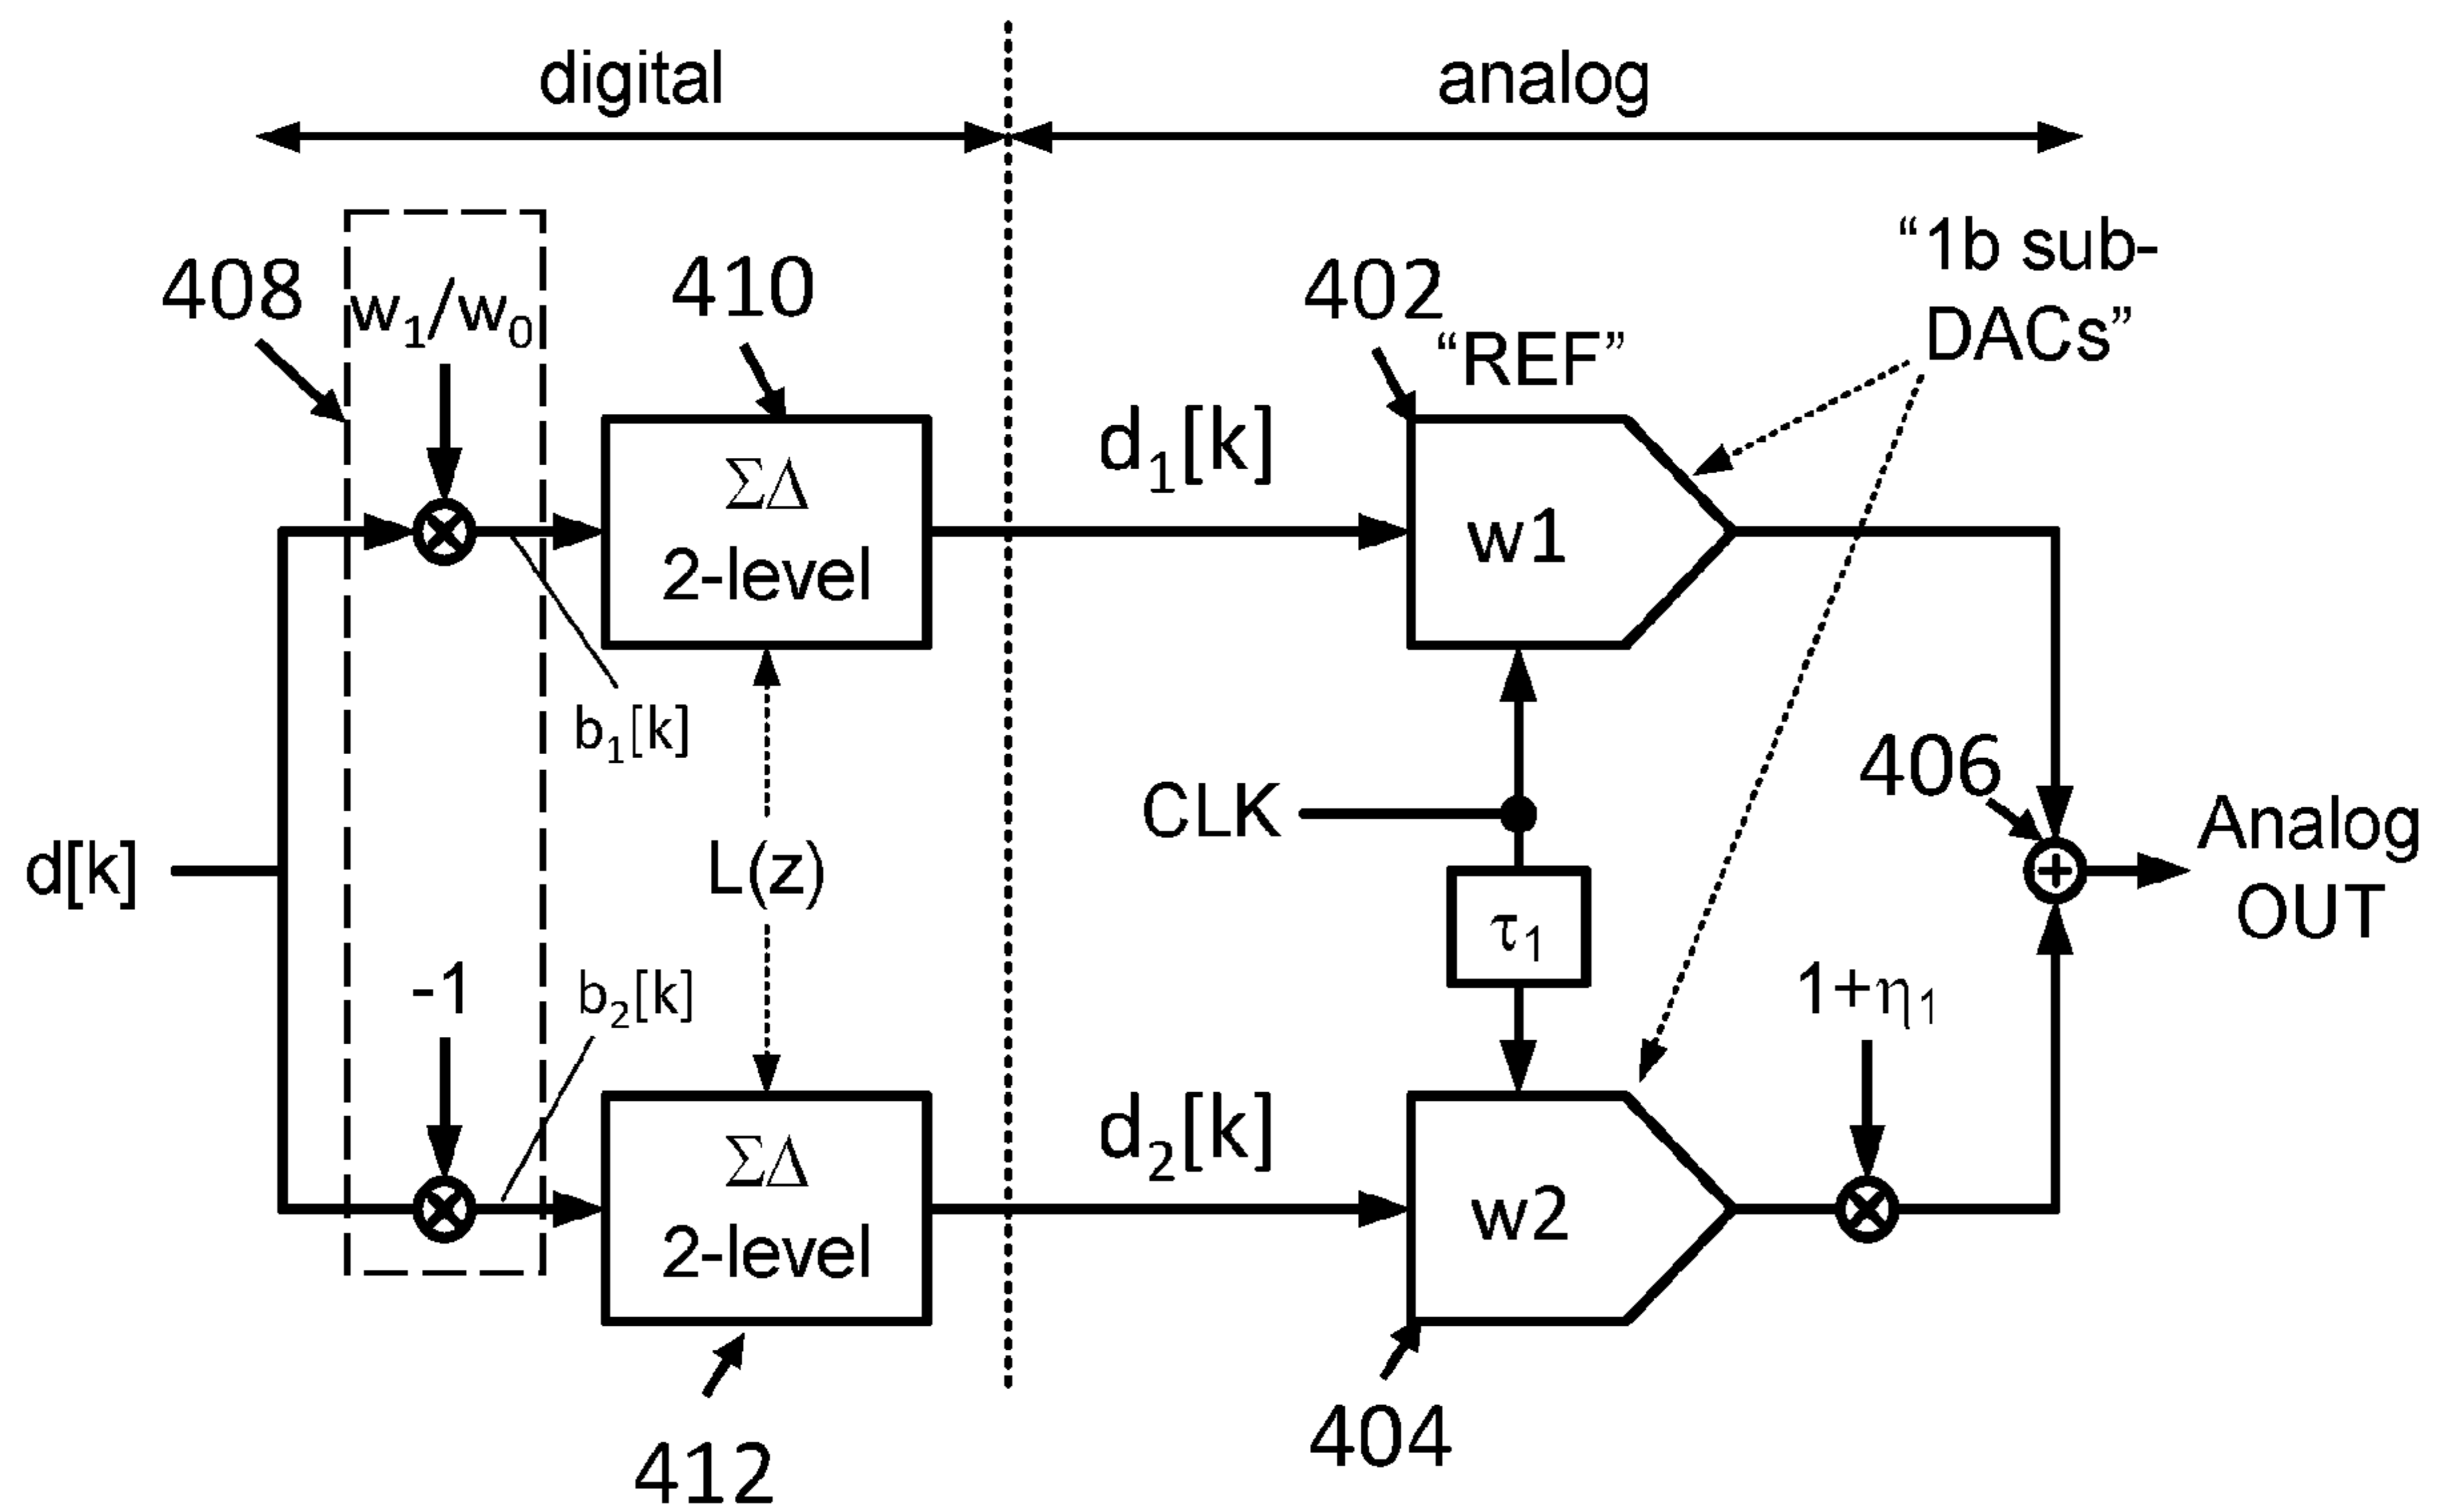 digital
analog
408
w₁/w₀
410
402
"REF"
“1b sub-
DACs”
ΣΔ
2-level
d₁[k]
w1
b₁[k]
406
CLK
L(z)
d[k]
Analog
OUT
τ₁
-1
b₂[k]
1+η₁
ΣΔ
2-level
d₂[k]
w2
412
404